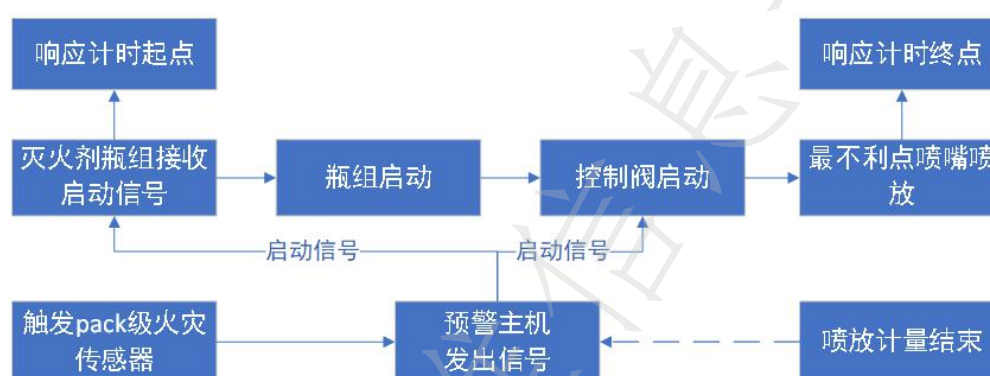 响应计时起点
响应计时终点
灭火剂瓶组接收
启动信号
瓶组启动
控制阀启动
最不利点喷嘴喷
放
启动信号
启动信号
触发pack级火灾
传感器
预警主机
发出信号
喷放计量结束
信息